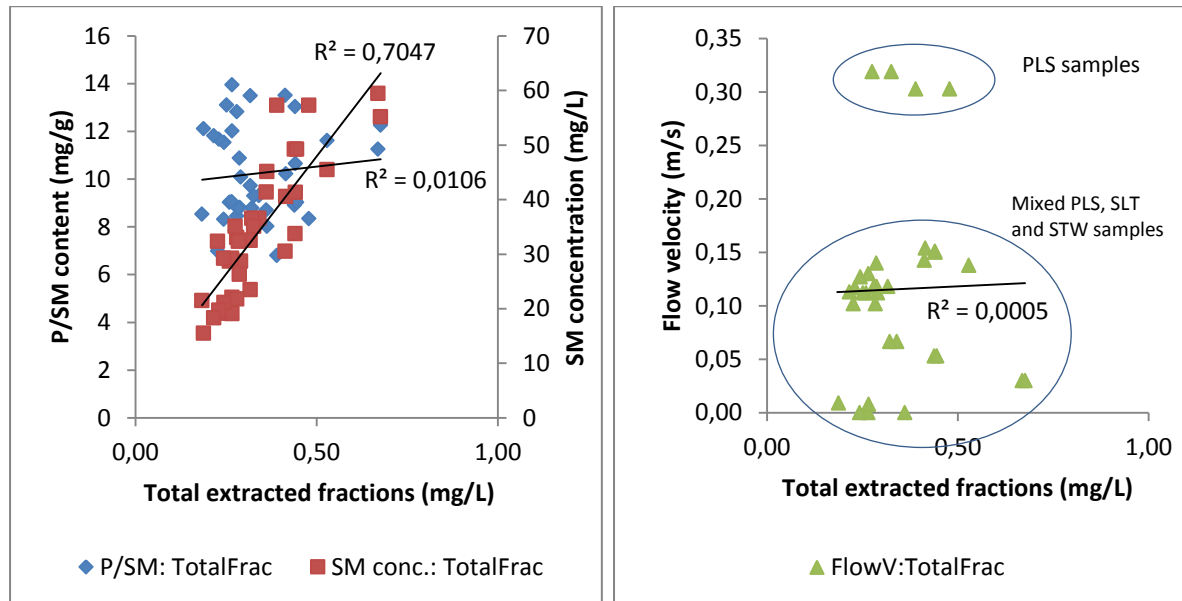 16
14
12
10
8
6
4
2
0
P/SM content (mg/g)
70
60
50
40
30
20
10
0
SM concentration (mg/L)
R² = 0,7047
R² = 0,0106
0,00
0,50
1,00
Total extracted fractions (mg/L)
P/SM: TotalFrac
SM conc.: TotalFrac
0,35
0,30
0,25
0,20
0,15
0,10
0,05
0,00
Flow velocity (m/s)
PLS samples
Mixed PLS, SLT
and STW samples
R² = 0,0005
0,00
0,50
1,00
Total extracted fractions (mg/L)
FlowV:TotalFrac